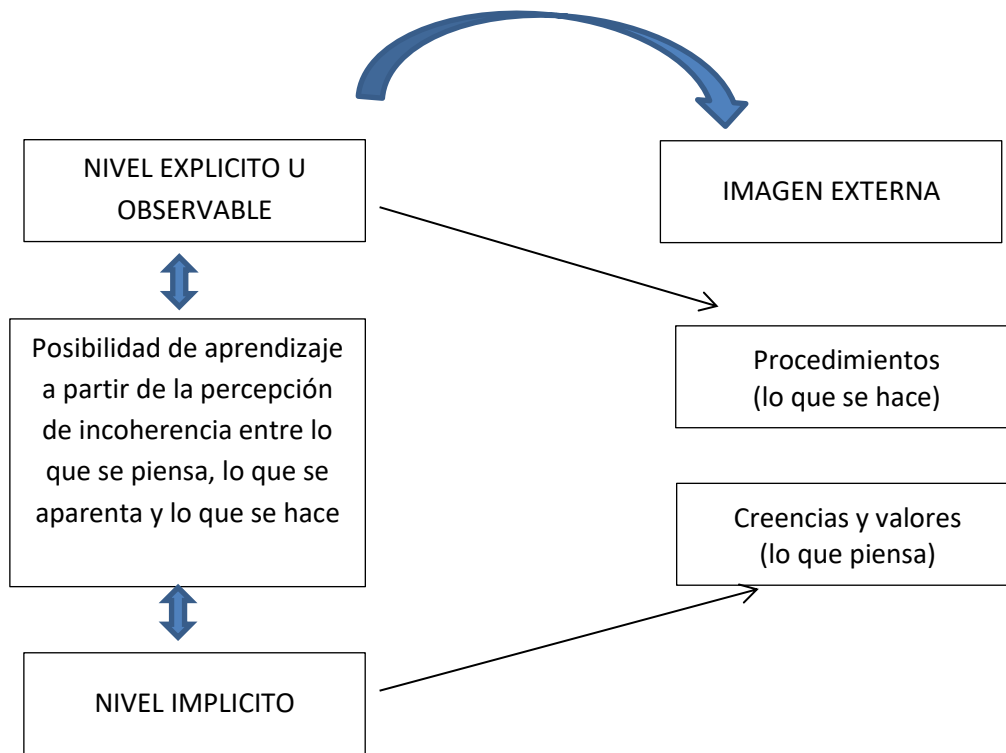 NIVEL EXPLICITO U
OBSERVABLE
IMAGEN EXTERNA
Posibilidad de aprendizaje
a partir de la percepción
de incoherencia entre lo
que se piensa, lo que se
aparenta y lo que se hace
Procedimientos
(lo que se hace)
Creencias y valores
(lo que piensa)
NIVEL IMPLICITO